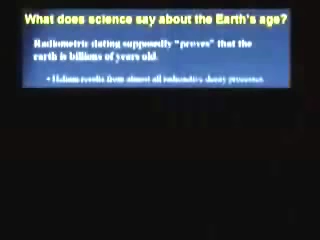 What does science say about the Earth's age?
Radiometric dating supposedly "proves" that the
earth is billions of years old.
• Helium results from almost all radioactive decay processes.